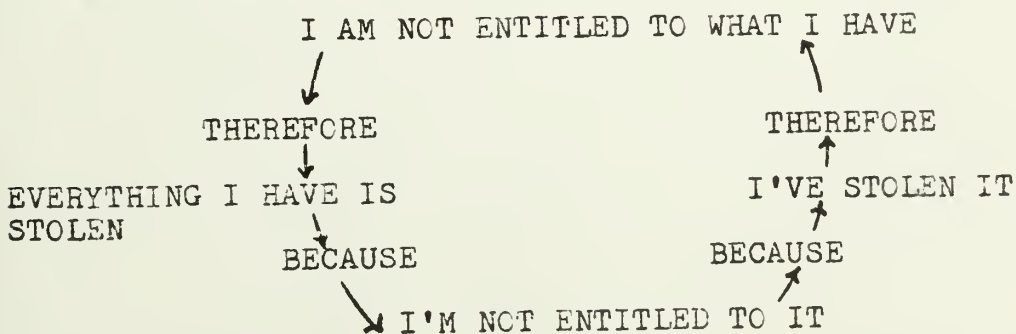 I AM NOT ENTITLED TO WHAT I HAVE
THEREFORE
EVERYTHING I HAVE IS
STOLEN
BECAUSE
I'M NOT ENTITLED TO IT
BECAUSE
I'VE STOLEN IT
THEREFORE